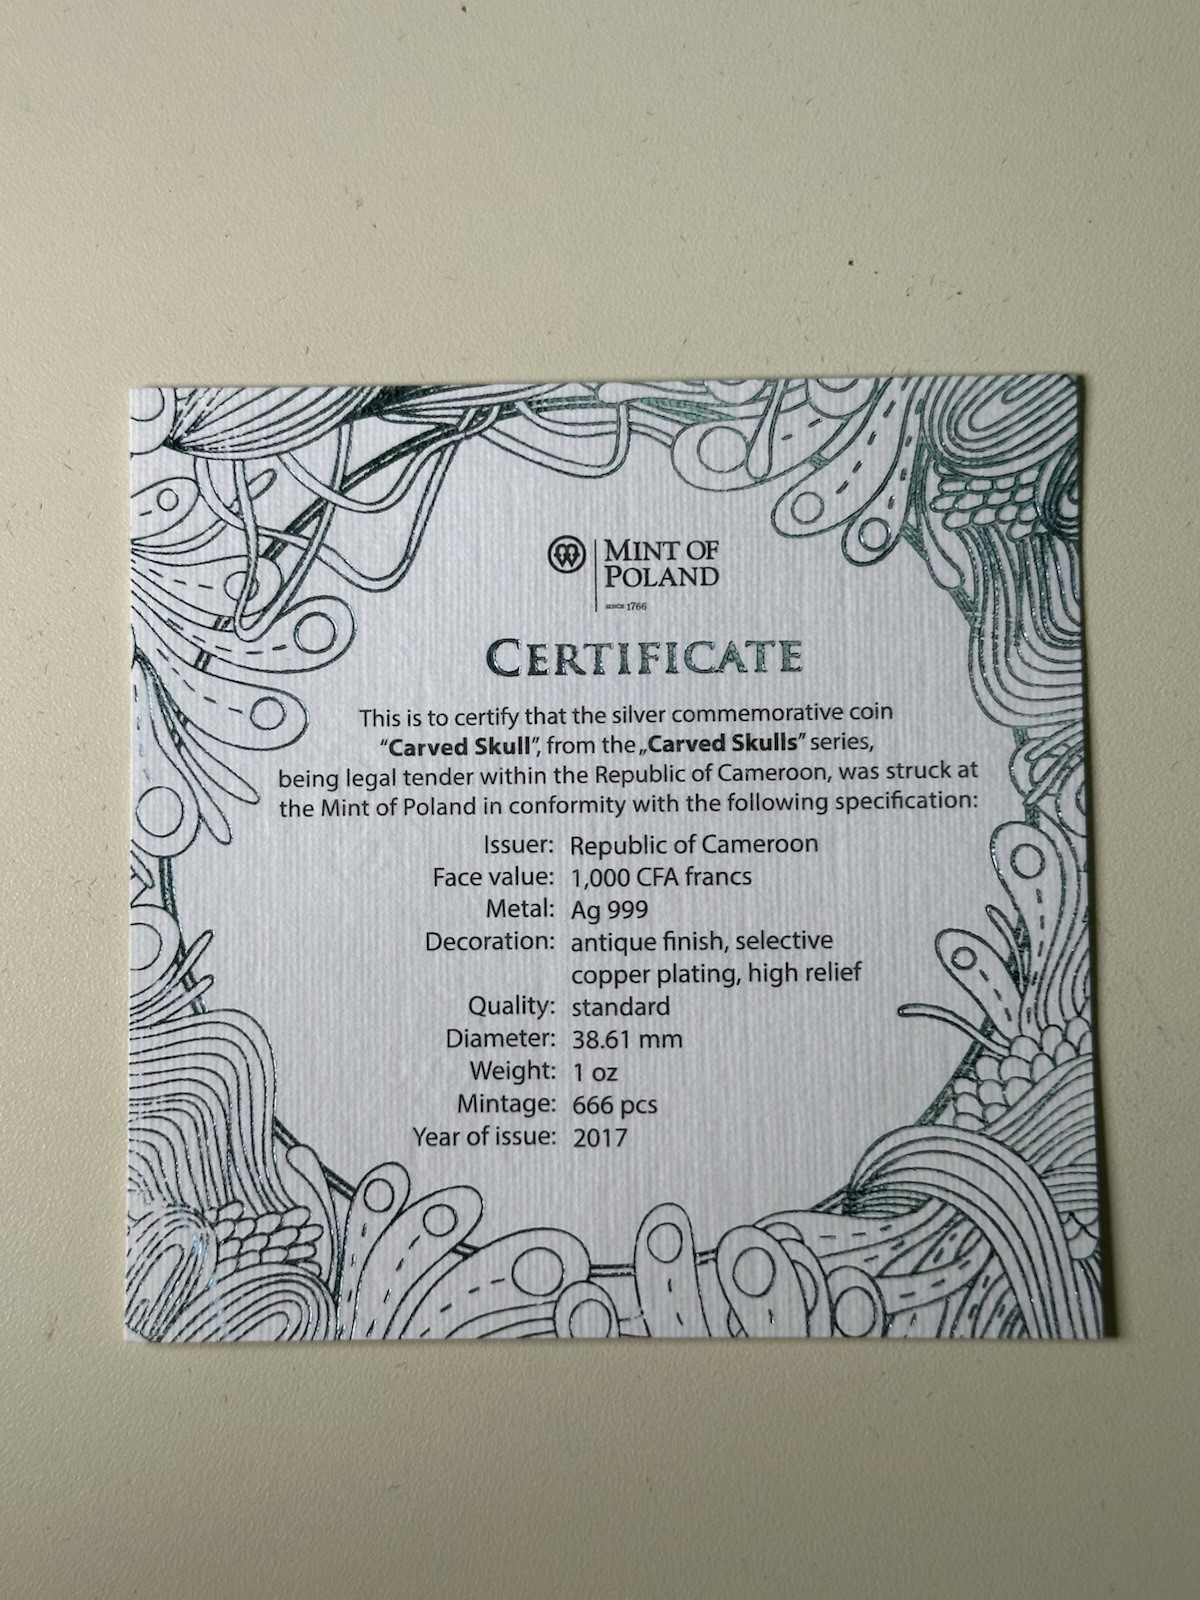 MINT OF
POLAND
SINCE 1766
CERTIFICATE
This is to certify that the silver commemorative coin
“Carved Skull”, from the „Carved Skulls” series,
being legal tender within the Republic of Cameroon, was struck at
the Mint of Poland in conformity with the following specification:
Issuer: Republic of Cameroon
Face value: 1,000 CFA francs
Metal: Ag 999
Decoration: antique finish, selective
copper plating, high relief
Quality: standard
Diameter: 38.61 mm
Weight: 1 oz
Mintage: 666 pcs
Year of issue: 2017